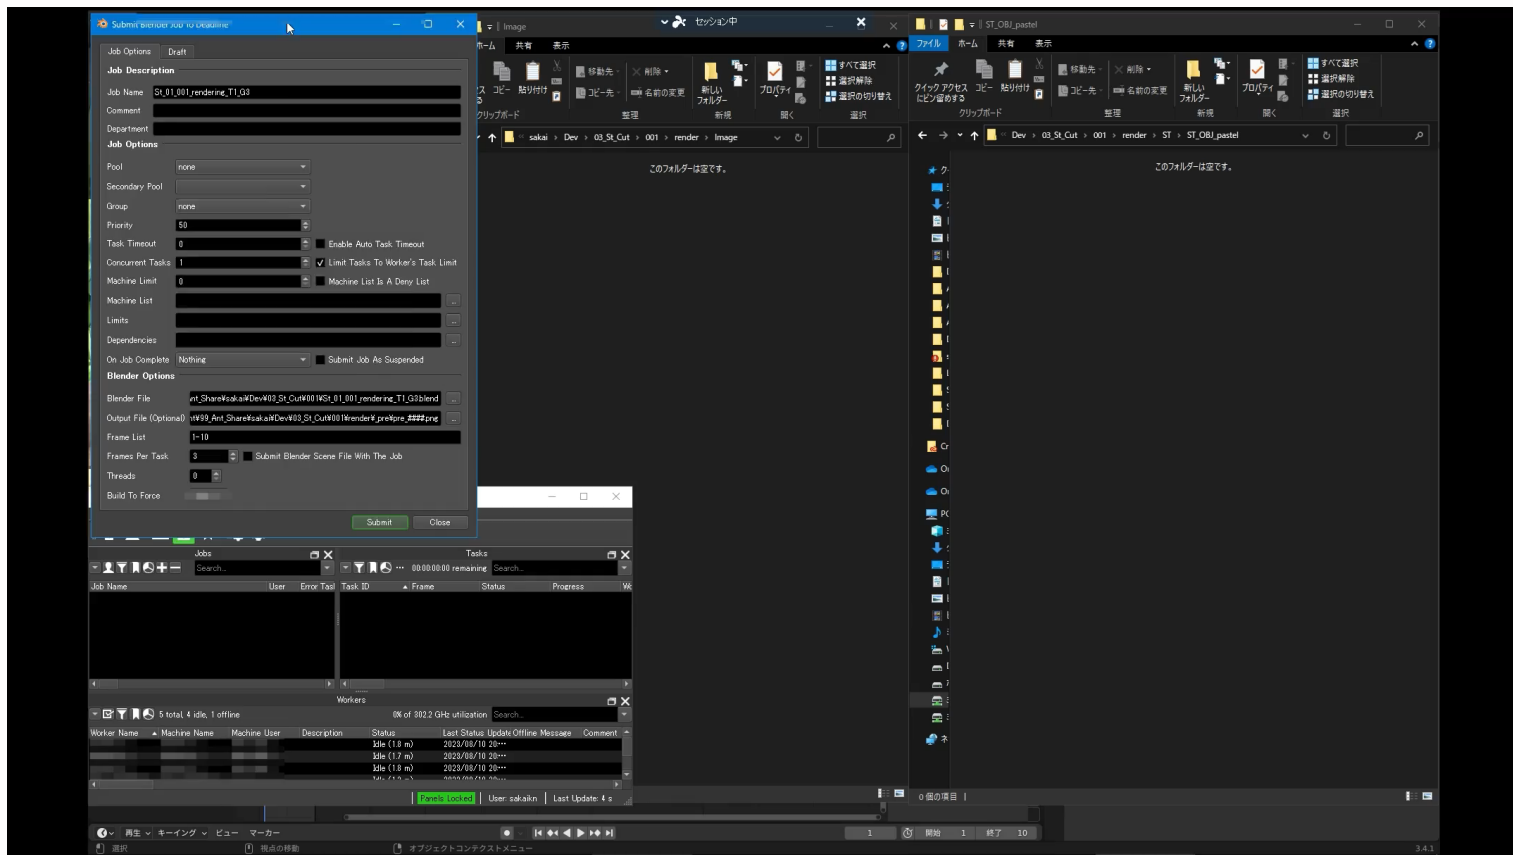 Submit Blender Job To Deadline
Job Options
Draft
Job Description
Job Name St_01_001_rendering_T1_G3
Comment
Department
Job Options
Pool none
Secondary Pool
Group none
Priority 50
Task Timeout 0 Enable Auto Task Timeout
Concurrent Tasks 1 Limit Tasks To Worker's Task Limit
Machine Limit 0 Machine List Is A Deny List
Machine List
Limits
Dependencies
On Job Complete Nothing Submit Job As Suspended
Blender Options
Blender File ant_Share¥sakai¥Dev¥03_St_Cut¥001¥St_01_001_rendering_T1_G3.blend
Output File (Optional) nt¥99_Ant_Share¥sakai¥Dev¥03_St_Cut¥001¥render¥_pre¥pre_####.png
Frame List 1-10
Frames Per Task 3 Submit Blender Scene File With The Job
Threads 0
Build To Force
Submit
Close
Jobs
Search...
Job Name User Error Tasl
Tasks
00:00:00:00 remaining Search...
Task ID Frame Status Progress
Workers
5 total, 4 idle, 1 offline 0% of 302.2 GHz utilization Search...
Worker Name Machine Name Machine User Description Status Last Status Update Offline Message Comment
Idle (1.8 m) 2023/08/10 20…
Idle (1.7 m) 2023/08/10 20…
Idle (1.8 m) 2023/08/10 20…
Panels Locked User: sakaikn Last Update: 4 s
Image
セッション中
ホーム 共有 表示
コピー 貼り付け
移動先 削除
コピー先 名前の変更
新しい
フォルダー
プロパティ
すべて選択
選択解除
選択の切り替え
クリップボード 整理 新規 開く 選択
sakai › Dev › 03_St_Cut › 001 › render › Image
このフォルダーは空です。
ST_OBJ_pastel
ファイル ホーム 共有 表示
クイック アクセス
にピン留めする
コピー 貼り付け
移動先 削除
コピー先 名前の変更
新しい
フォルダー
プロパティ
すべて選択
選択解除
選択の切り替え
クリップボード 整理 新規 開く 選択
Dev › 03_St_Cut › 001 › render › ST › ST_OBJ_pastel
このフォルダーは空です。
0 個の項目
再生 キーイング ビュー マーカー
1 開始 1 終了 10
選択 視点の移動 オブジェクトコンテクストメニュー 3.4.1